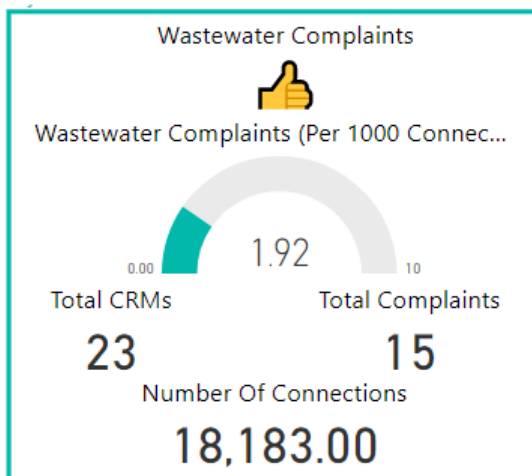 Wastewater Complaints
Wastewater Complaints (Per 1000 Connec...
1.92
0.00 10
Total CRMs Total Complaints
23 15
Number Of Connections
18,183.00